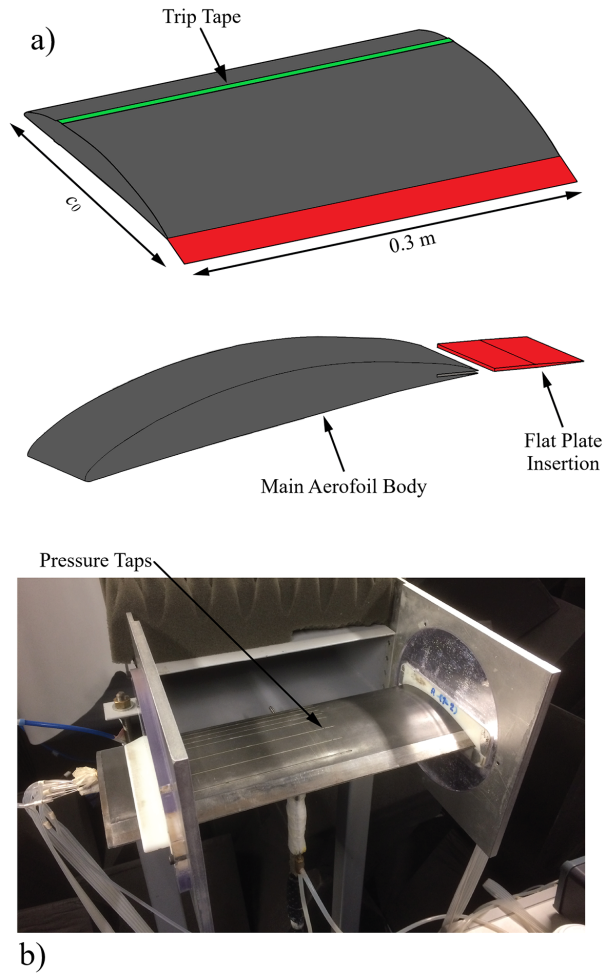 a)
Trip Tape
c₀
0.3 m
Flat Plate
Insertion
Main Aerofoil Body
Pressure Taps
b)